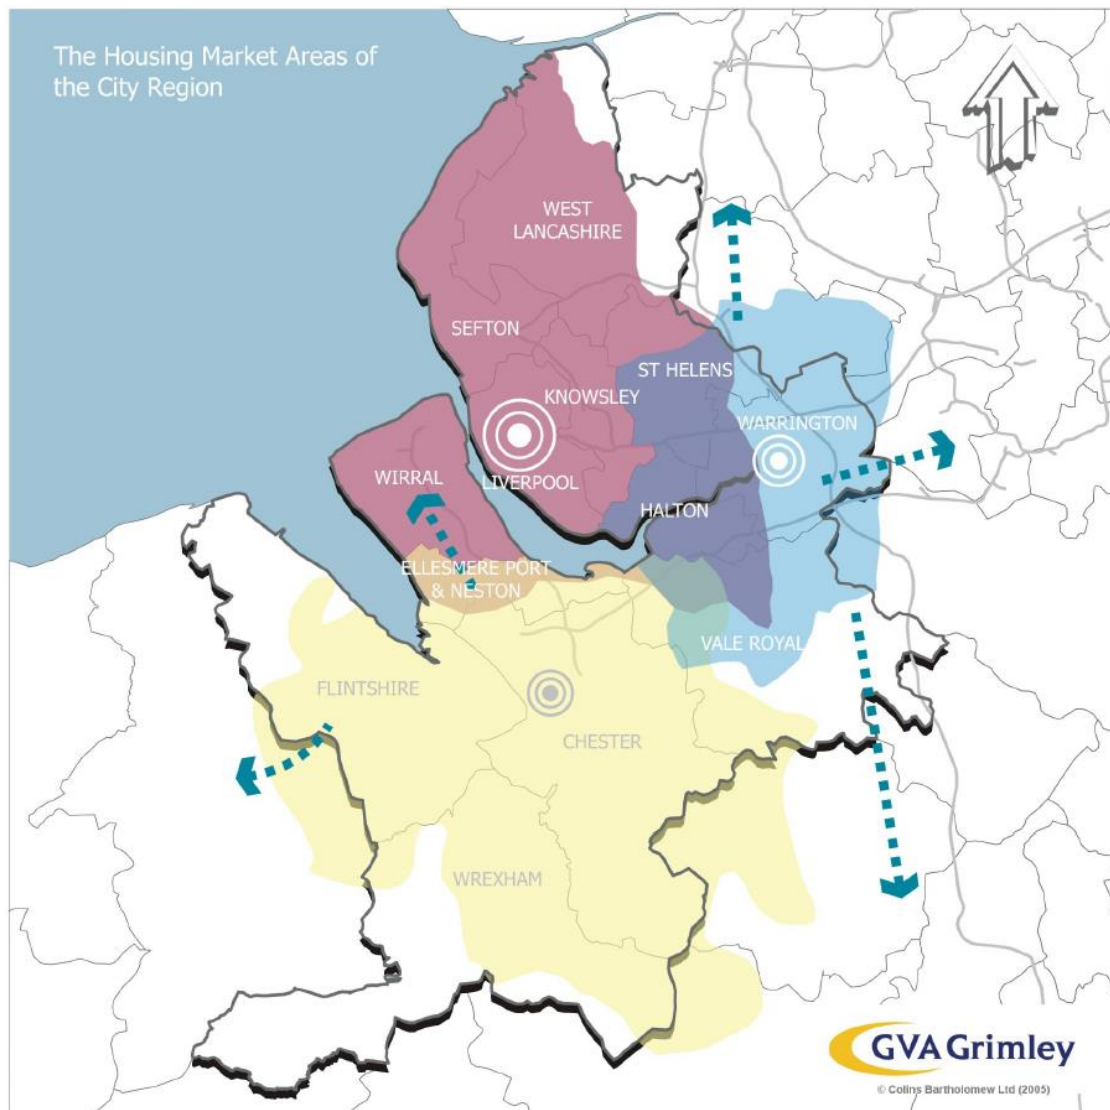 The Housing Market Areas of
the City Region
WEST
LANCASHIRE
SEFTON
ST HELENS
KNOWSLEY
WARRINGTON
WIRRAL
LIVERPOOL
HALTON
ELLESMERE PORT
& NESTON
VALE ROYAL
FLINTSHIRE
CHESTER
WREXHAM
GVA Grimley
© Colins Bartholomew Ltd (2005)